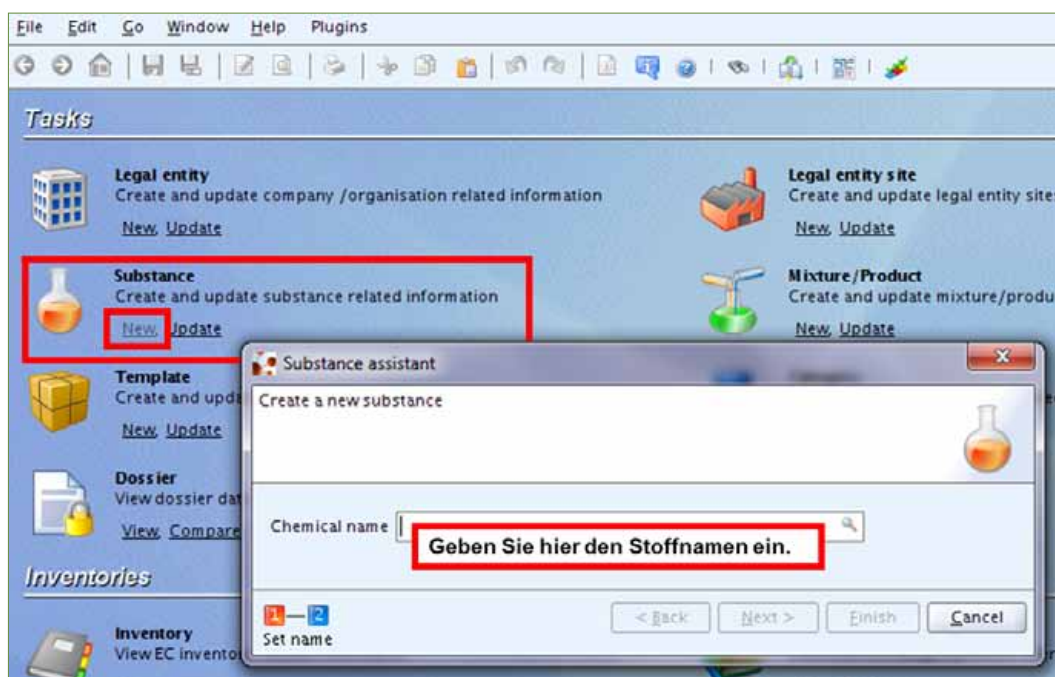 File Edit Go Window Help Plugins
Tasks
Legal entity
Create and update company /organisation related information
New, Update
Legal entity site
Create and update legal entity site
New, Update
Substance
Create and update substance related information
New, Update
Mixture/Product
Create and update mixture/produ
New, Update
Template
Create and upd
New, Update
Dossier
View dossier dat
View, Compare
Inventories
Inventory
View EC invento
Substance assistant
Create a new substance
Chemical name
Geben Sie hier den Stoffnamen ein.
1 2
Set name
< Back Next > Finish Cancel